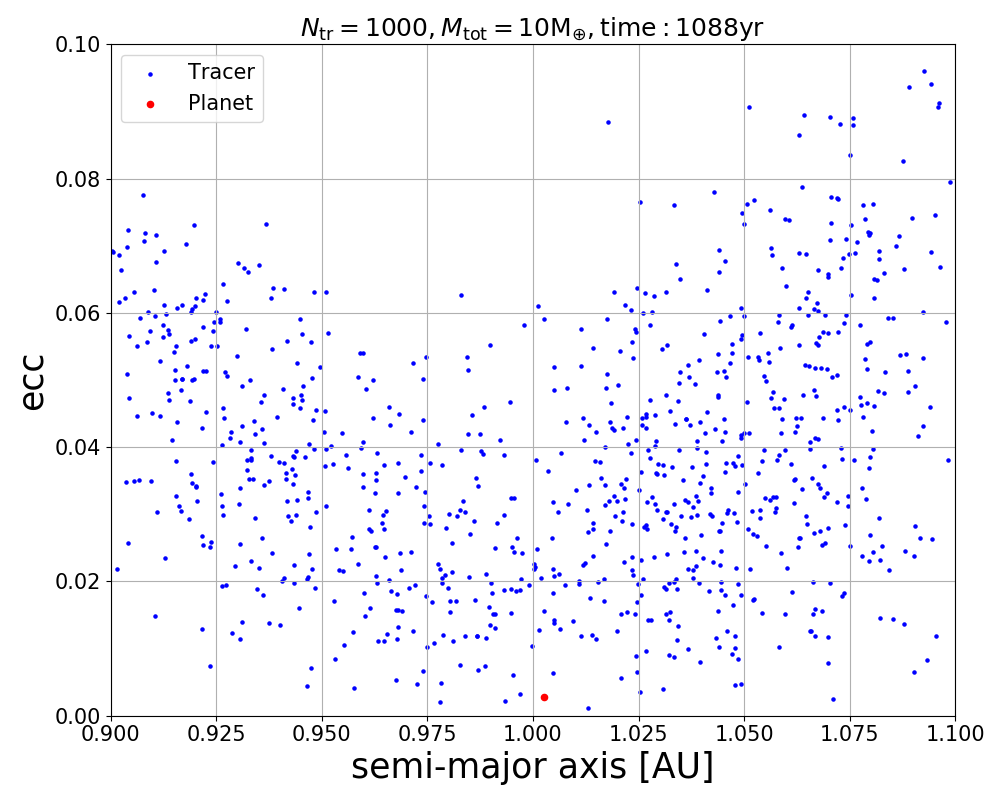 N_tr = 1000, M_tot = 10M_⊕, time : 1088yr
Tracer
Planet
ecc
0.10
0.08
0.06
0.04
0.02
0.00
0.900 0.925 0.950 0.975 1.000 1.025 1.050 1.075 1.100
semi-major axis [AU]